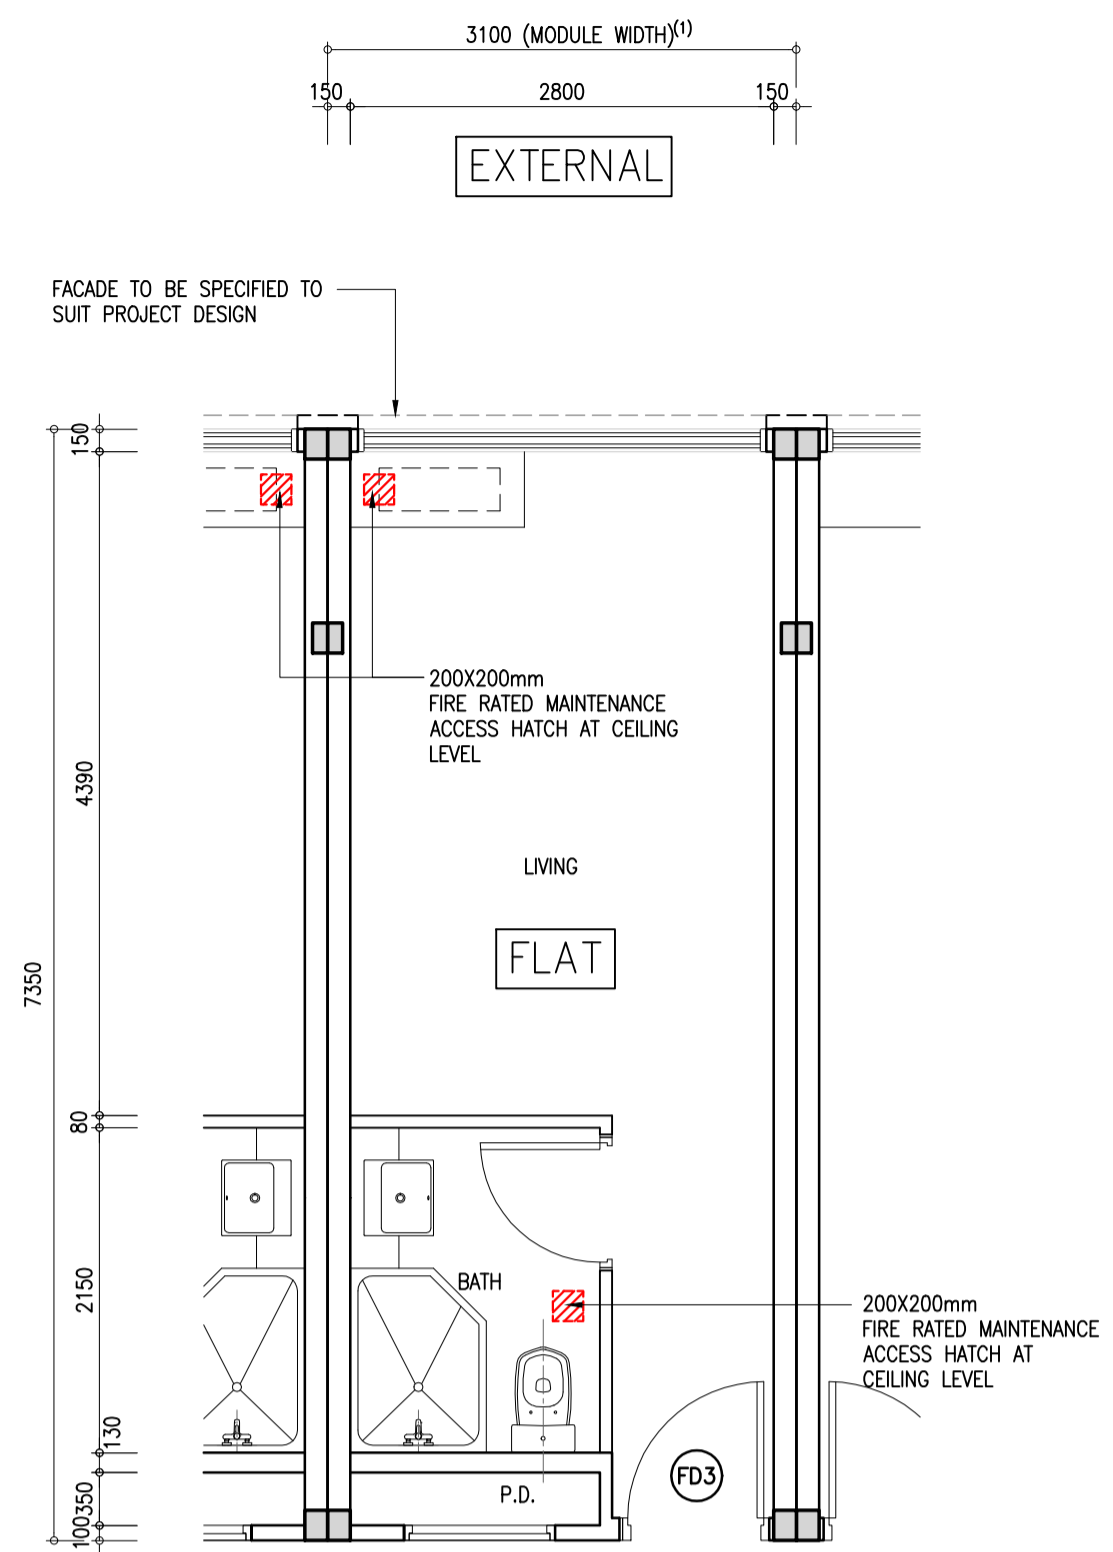 3100 (MODULE WIDTH)(1)
150 2800 150
EXTERNAL
FACADE TO BE SPECIFIED TO
SUIT PROJECT DESIGN
150
200X200mm
FIRE RATED MAINTENANCE
ACCESS HATCH AT CEILING
LEVEL
4390
LIVING
FLAT
7350
80
BATH
2150
200X200mm
FIRE RATED MAINTENANCE
ACCESS HATCH AT
CEILING LEVEL
130
FD3
P.D.
350
100